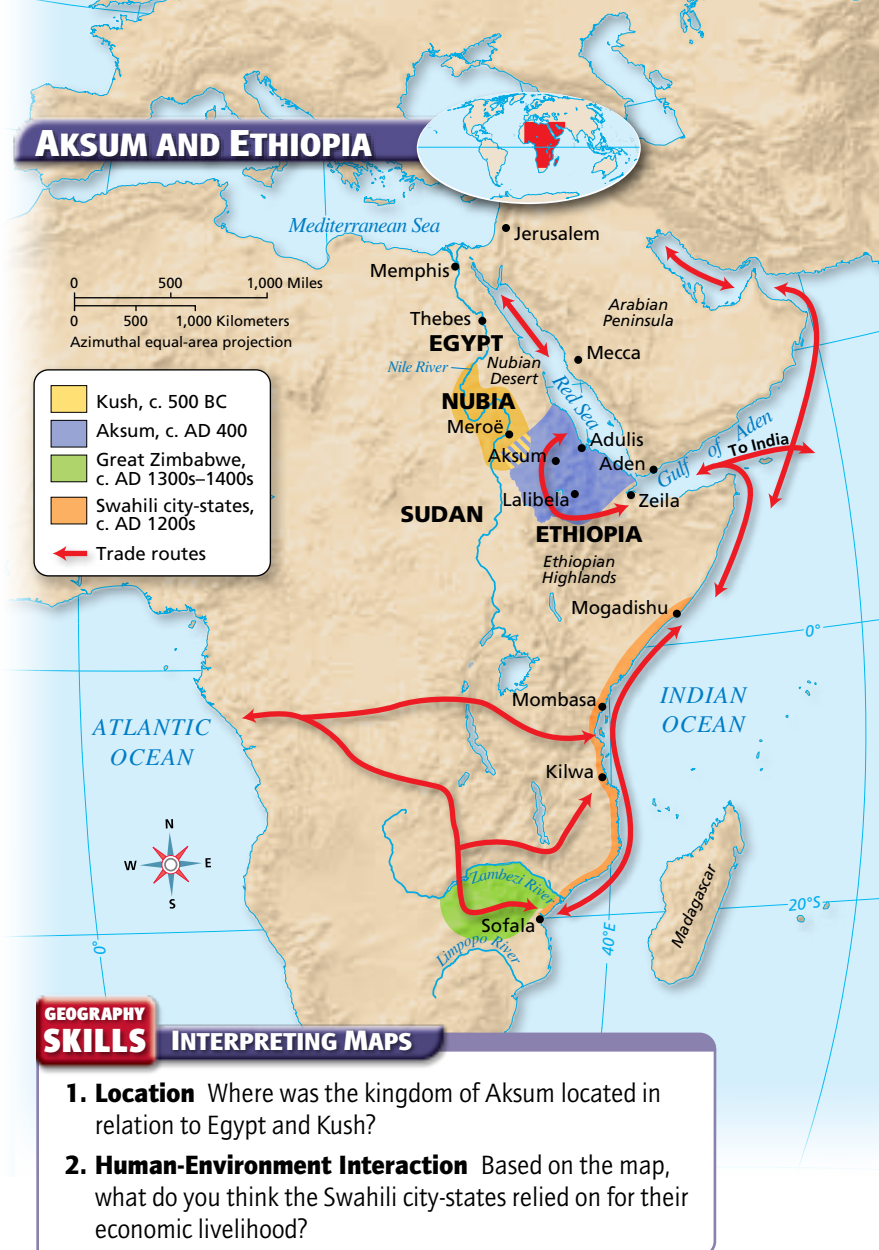 AKSUM AND ETHIOPIA
Mediterranean Sea
Jerusalem
Memphis
0 500 1,000 Miles
0 500 1,000 Kilometers
Azimuthal equal-area projection
Arabian
Peninsula
Thebes
EGYPT
Mecca
Nile River
Nubian
Desert
Red Sea
Kush, c. 500 BC
Aksum, c. AD 400
Great Zimbabwe,
c. AD 1300s–1400s
Swahili city-states,
c. AD 1200s
Trade routes
NUBIA
Meroë
Adulis
Aksum
Aden
Gulf of Aden
To India
Lalibela
Zeila
SUDAN
ETHIOPIA
Ethiopian
Highlands
Mogadishu
0°
Mombasa
INDIAN
OCEAN
ATLANTIC
OCEAN
Kilwa
N
W E
S
Zambezi River
Madagascar
20°S
Sofala
Limpopo River
40°E
0°
GEOGRAPHY
SKILLS
INTERPRETING MAPS
1. Location Where was the kingdom of Aksum located in
relation to Egypt and Kush?
2. Human-Environment Interaction Based on the map,
what do you think the Swahili city-states relied on for their
economic livelihood?